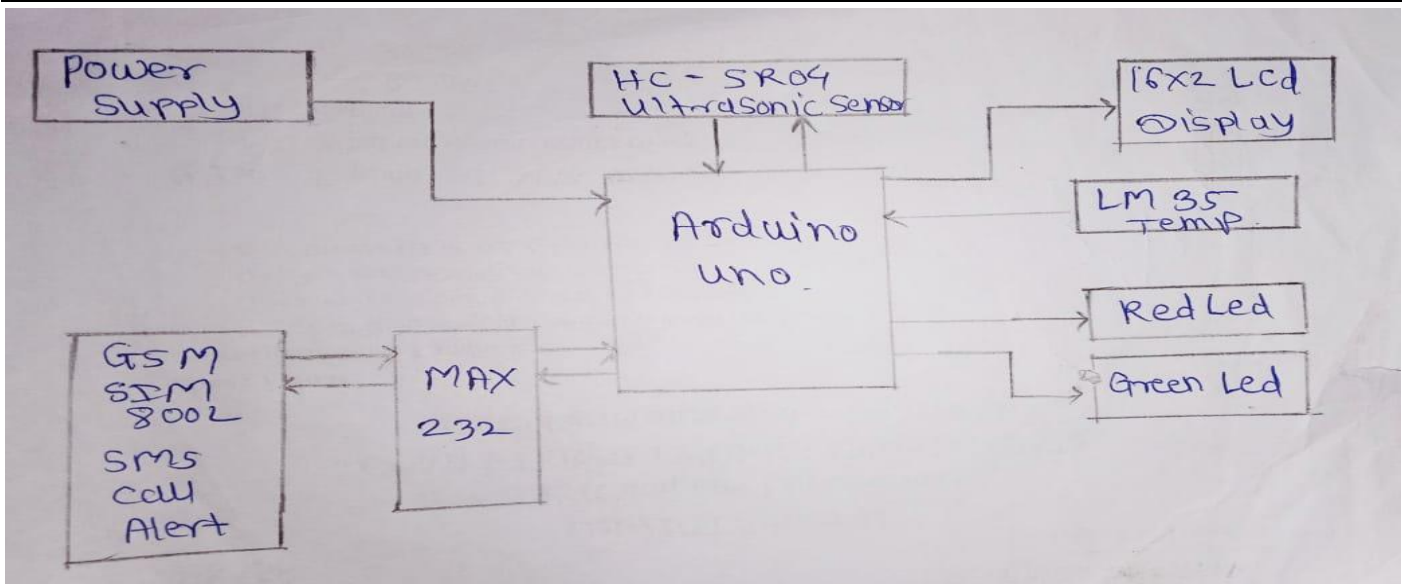 Power
Supply
HC - SR04
Ultrasonic Sensor
16x2 Lcd
Display
LM 35
Temp.
Arduino
uno.
Red Led
Green Led
GSM
SIM
800L
SMS
Call
Alert
MAX
232